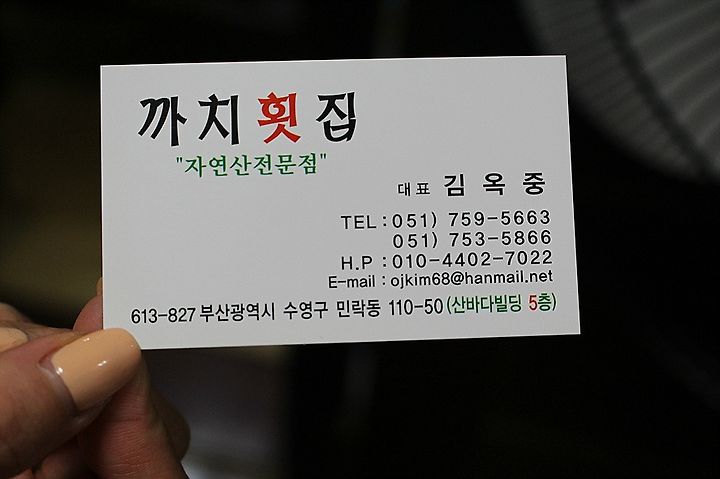 까치횟집
"자연산전문점"
대표 김옥중
TEL : 051) 759-5663
051) 753-5866
H.P : 010-4402-7022
E-mail : ojkim68@hanmail.net
613-827 부산광역시 수영구 민락동 110-50 (산바다빌딩 5층)